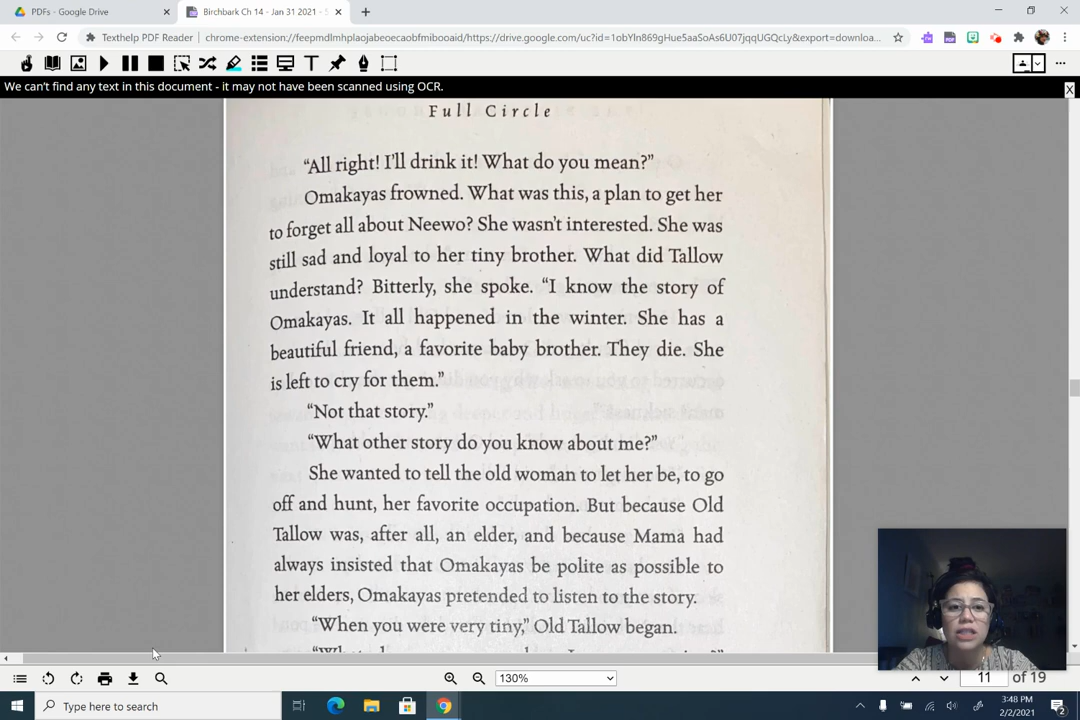 PDFs - Google Drive
Birchbark Ch 14 - Jan 31 2021 -
Texthelp PDF Reader | chrome-extension://feepmdlmhplaojabeoecaobfmibooaid/https://drive.google.com/uc?id=1obYln869gHue5aaSoAs6U07jqqUGQcLy&export=downloa...
We can't find any text in this document - it may not have been scanned using OCR.
X
Full Circle
“All right! I'll drink it! What do you mean?”
Omakayas frowned. What was this, a plan to get her
to forget all about Neewo? She wasn't interested. She was
still sad and loyal to her tiny brother. What did Tallow
understand? Bitterly, she spoke. “I know the story of
Omakayas. It all happened in the winter. She has a
beautiful friend, a favorite baby brother. They die. She
is left to cry for them.”
“Not that story.”
“What other story do you know about me?”
She wanted to tell the old woman to let her be, to go
off and hunt, her favorite occupation. But because Old
Tallow was, after all, an elder, and because Mama had
always insisted that Omakayas be polite as possible to
her elders, Omakayas pretended to listen to the story.
“When you were very tiny,” Old Tallow began.
130%
11 of 19
Type here to search
3:48 PM
2/2/2021
2